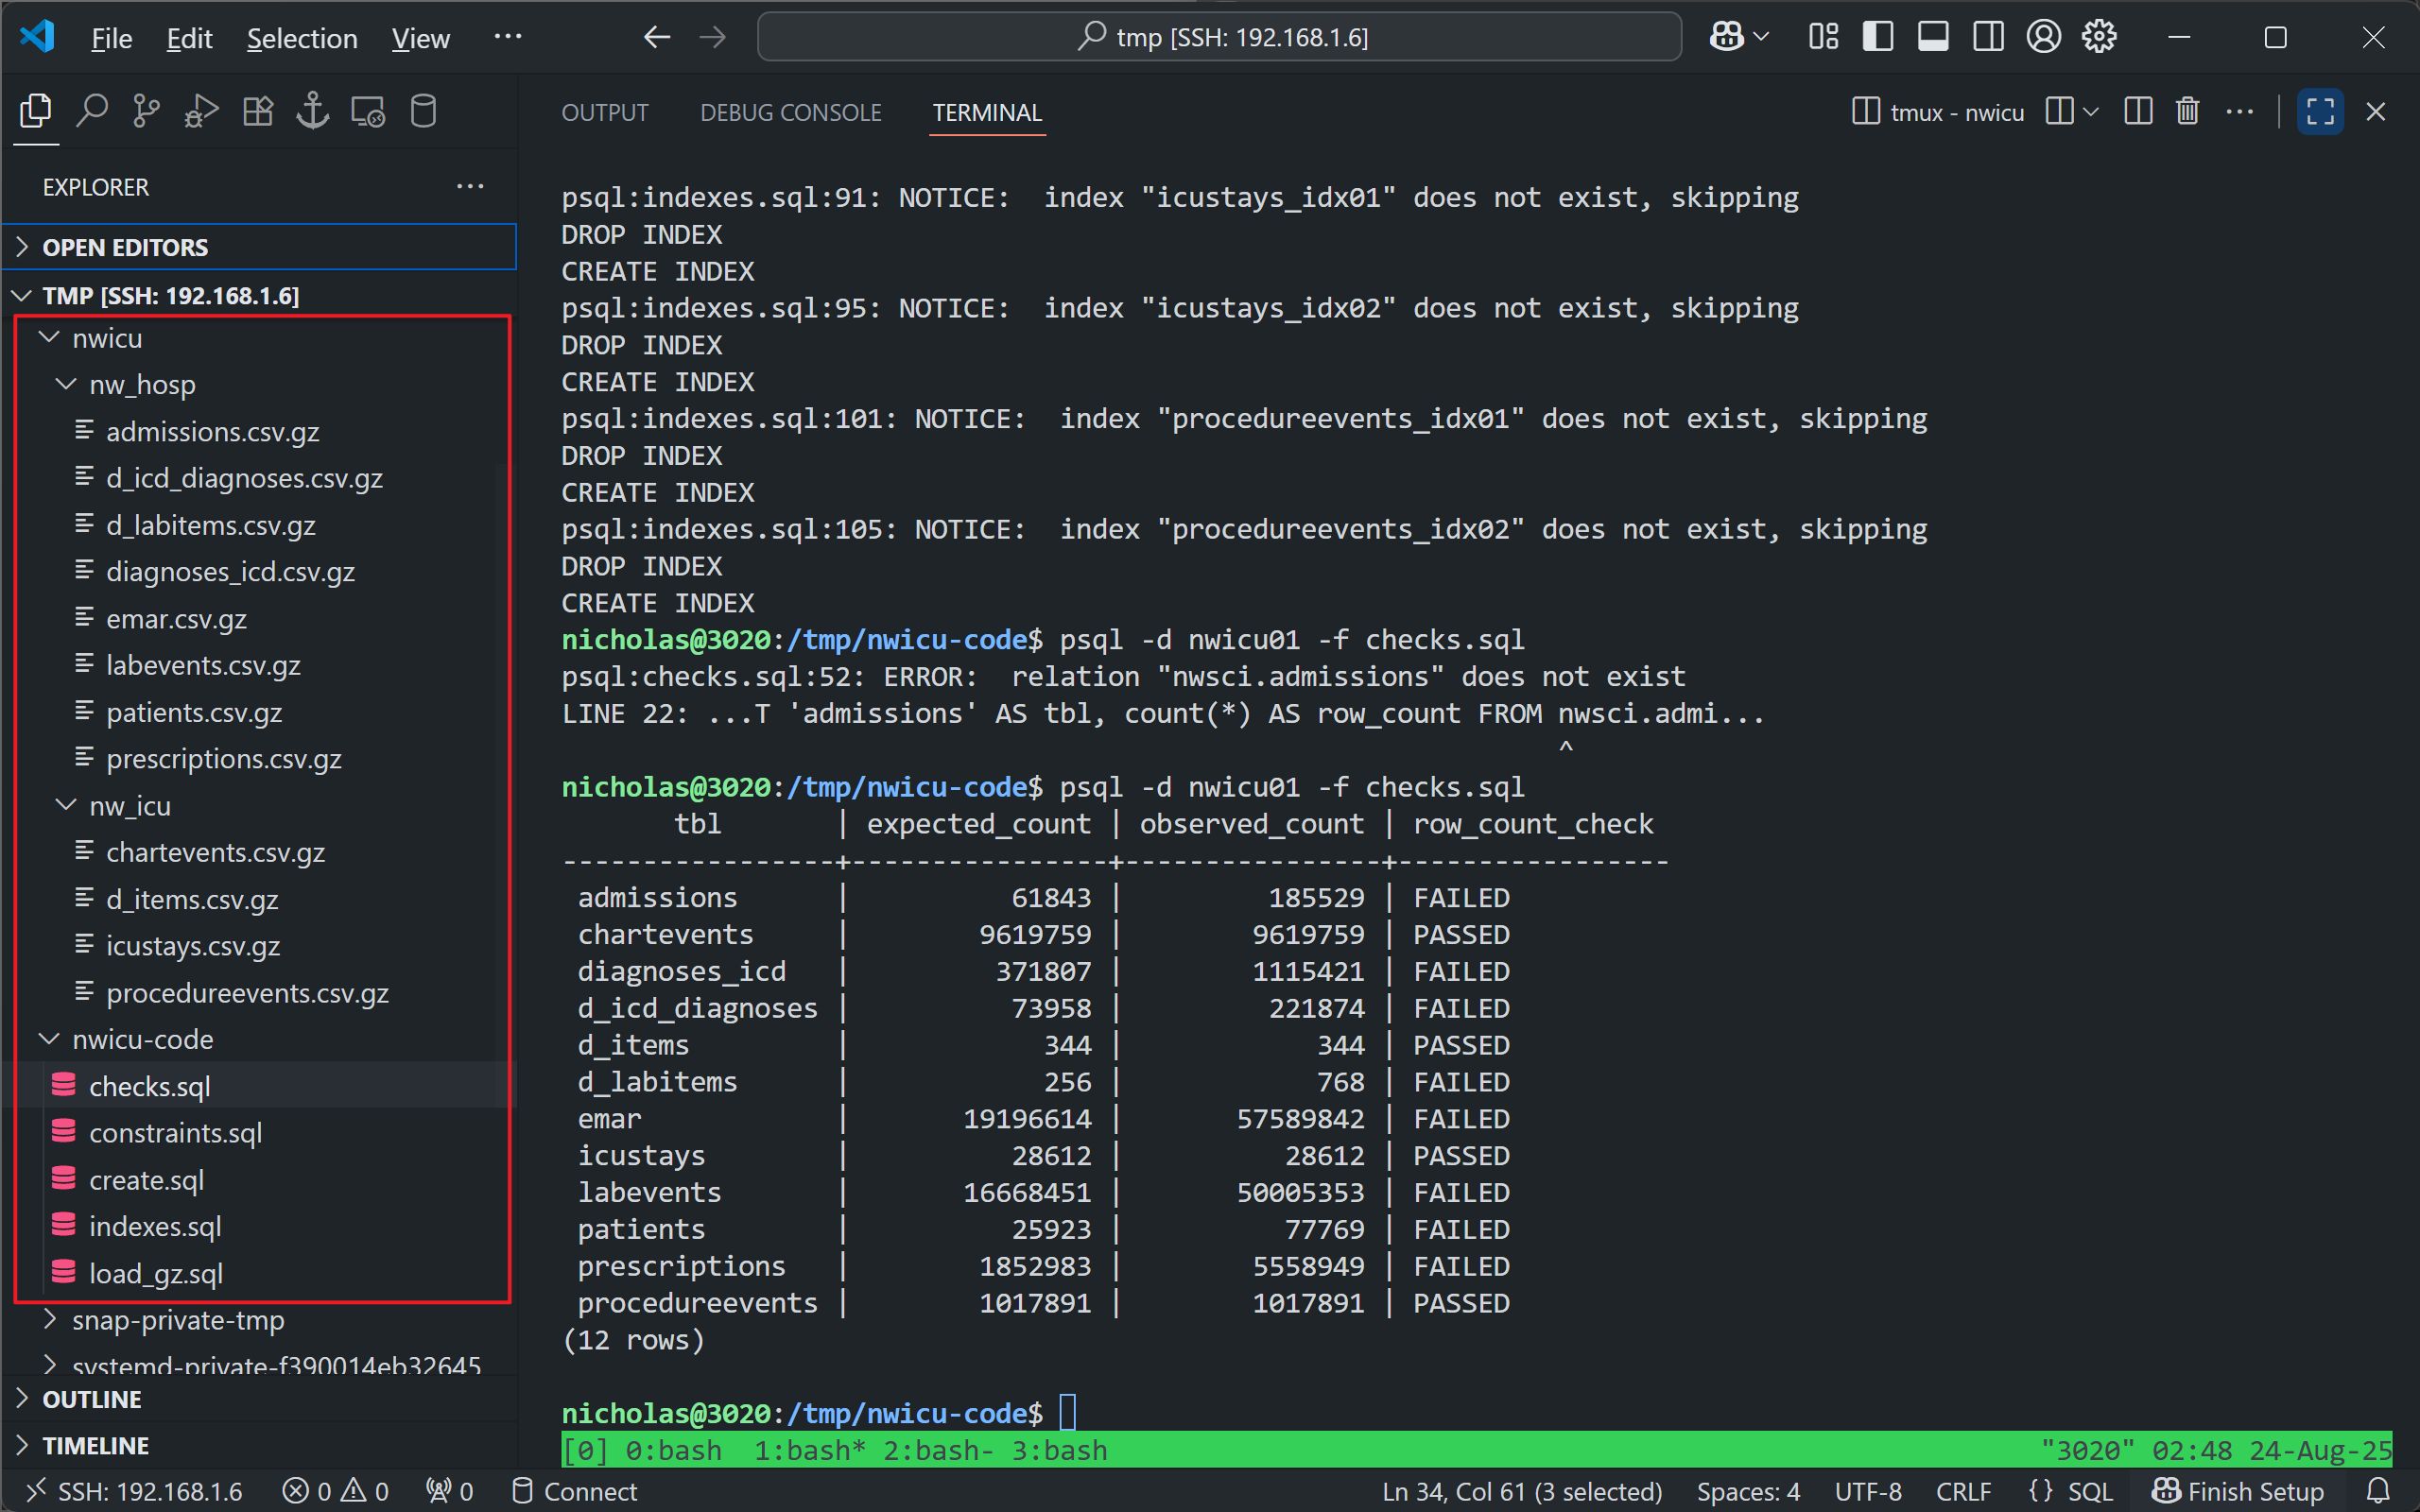 File Edit Selection View ··· tmp [SSH: 192.168.1.6]
OUTPUT DEBUG CONSOLE TERMINAL tmux - nwicu
EXPLORER
OPEN EDITORS
TMP [SSH: 192.168.1.6]
nwicu
nw_hosp
admissions.csv.gz
d_icd_diagnoses.csv.gz
d_labitems.csv.gz
diagnoses_icd.csv.gz
emar.csv.gz
labevents.csv.gz
patients.csv.gz
prescriptions.csv.gz
nw_icu
chartevents.csv.gz
d_items.csv.gz
icustays.csv.gz
procedureevents.csv.gz
nwicu-code
checks.sql
constraints.sql
create.sql
indexes.sql
load_gz.sql
snap-private-tmp
systemd-private-f390014eb32645
OUTLINE
TIMELINE
psql:indexes.sql:91: NOTICE:  index "icustays_idx01" does not exist, skipping
DROP INDEX
CREATE INDEX
psql:indexes.sql:95: NOTICE:  index "icustays_idx02" does not exist, skipping
DROP INDEX
CREATE INDEX
psql:indexes.sql:101: NOTICE:  index "procedureevents_idx01" does not exist, skipping
DROP INDEX
CREATE INDEX
psql:indexes.sql:105: NOTICE:  index "procedureevents_idx02" does not exist, skipping
DROP INDEX
CREATE INDEX
nicholas@3020:/tmp/nwicu-code$ psql -d nwicu01 -f checks.sql
psql:checks.sql:52: ERROR:  relation "nwsci.admissions" does not exist
LINE 22: ...T 'admissions' AS tbl, count(*) AS row_count FROM nwsci.admi...
^
nicholas@3020:/tmp/nwicu-code$ psql -d nwicu01 -f checks.sql
tbl | expected_count | observed_count | row_count_check
-----------------+----------------+----------------+-----------------
admissions | 61843 | 185529 | FAILED
chartevents | 9619759 | 9619759 | PASSED
diagnoses_icd | 371807 | 1115421 | FAILED
d_icd_diagnoses | 73958 | 221874 | FAILED
d_items | 344 | 344 | PASSED
d_labitems | 256 | 768 | FAILED
emar | 19196614 | 57589842 | FAILED
icustays | 28612 | 28612 | PASSED
labevents | 16668451 | 50005353 | FAILED
patients | 25923 | 77769 | FAILED
prescriptions | 1852983 | 5558949 | FAILED
procedureevents | 1017891 | 1017891 | PASSED
(12 rows)
nicholas@3020:/tmp/nwicu-code$
[0] 0:bash  1:bash* 2:bash- 3:bash "3020" 02:48 24-Aug-25
SSH: 192.168.1.6 0 0 0 Connect Ln 34, Col 61 (3 selected) Spaces: 4 UTF-8 CRLF {} SQL Finish Setup